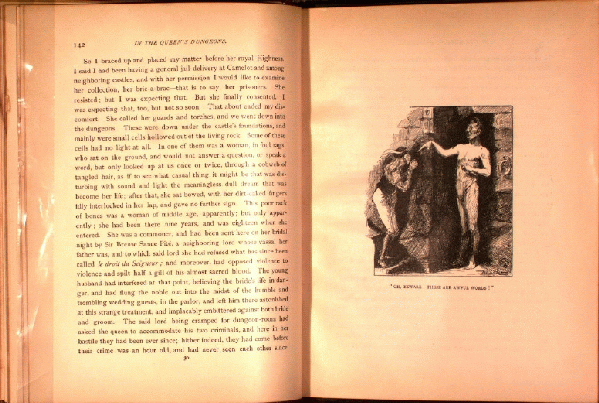 142
IN THE QUEEN'S DUNGEONS.
So I braced up and placed my matter before her royal Highness.
I said I had been having a general jail delivery at Camelot and among
neighboring castles, and with her permission I would like to examine
her collection, her bric-a-brac—that is to say, her prisoners. She
resisted; but I was expecting that. But she finally consented. I
was expecting that, too, but not so soon. That about ended my dis-
comfort. She called her guards and torches, and we went down into
the dungeons. These were down under the castle's foundations, and
mainly were small cells hollowed out of the living rock. Some of these
cells had no light at all. In one of them was a woman, in foul rags,
who sat on the ground, and would not answer a question, or speak a
word, but only looked up at us once or twice, through a cobweb of
tangled hair, as if to see what casual thing it might be that was dis-
turbing with sound and light the meaningless dull dream that was
become her life; after that, she sat bowed, with her dirt-caked fingers
idly interlocked in her lap, and gave no further sign. This poor rack
of bones was a woman of middle age, apparently; but only appar-
ently; she had been there nine years, and was eighteen when she
entered. She was a commoner, and had been sent here on her bridal
night by Sir Breuse Sance Pité, a neighboring lord whose vassal her
father was, and to which said lord she had refused what has since been
called le droit du Seigneur; and moreover, had opposed violence to
violence and spilt half a gill of his almost sacred blood. The young
husband had interfered at that point, believing the bride's life in dan-
ger, and had flung the noble out into the midst of the humble and
trembling wedding guests, in the parlor, and left him there astonished
at this strange treatment, and implacably embittered against both bride
and groom. The said lord being cramped for dungeon-room had
asked the queen to accommodate his two criminals, and here in her
bastile they had been ever since; hither indeed, they had come before
their crime was an hour old, and had never seen each other since.
"OH, HOWARD. THESE ARE AWFUL